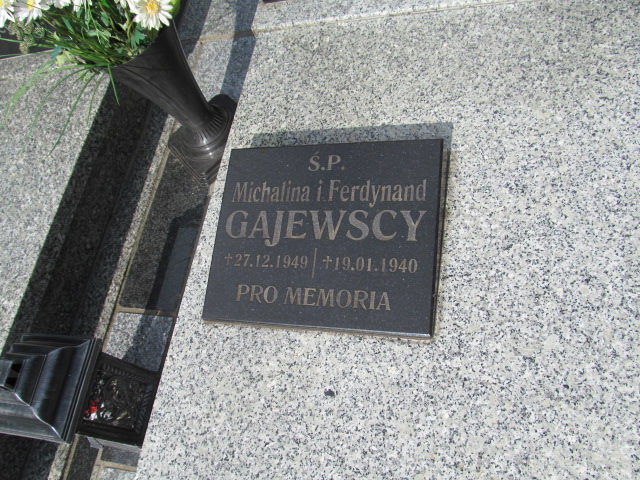 Ś.P.
Michalina i Ferdynand
GAJEWSCY
✝27.12.1949 | ✝19.01.1940
PRO MEMORIA